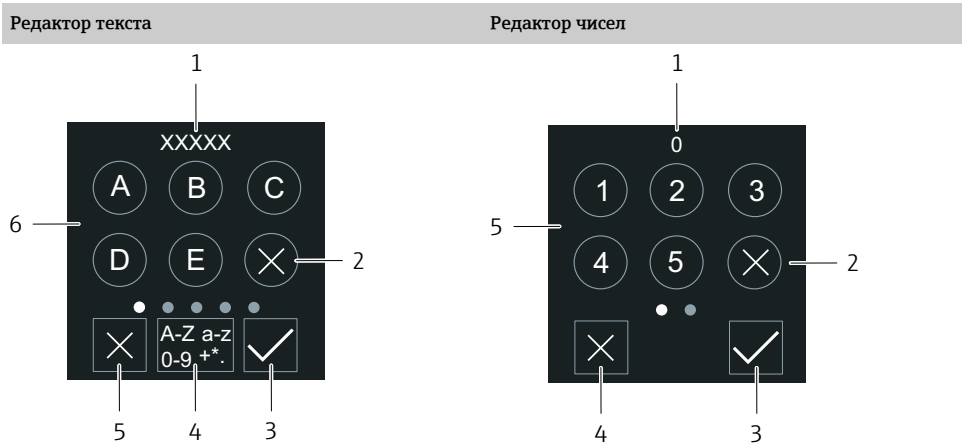 Редактор текста Редактор чисел
1 1
XXXXX 0
A B C 1 2 3
6 5
D E 2 4 5 2
A-Z a-z
0-9 +*.
5 4 3 4 3